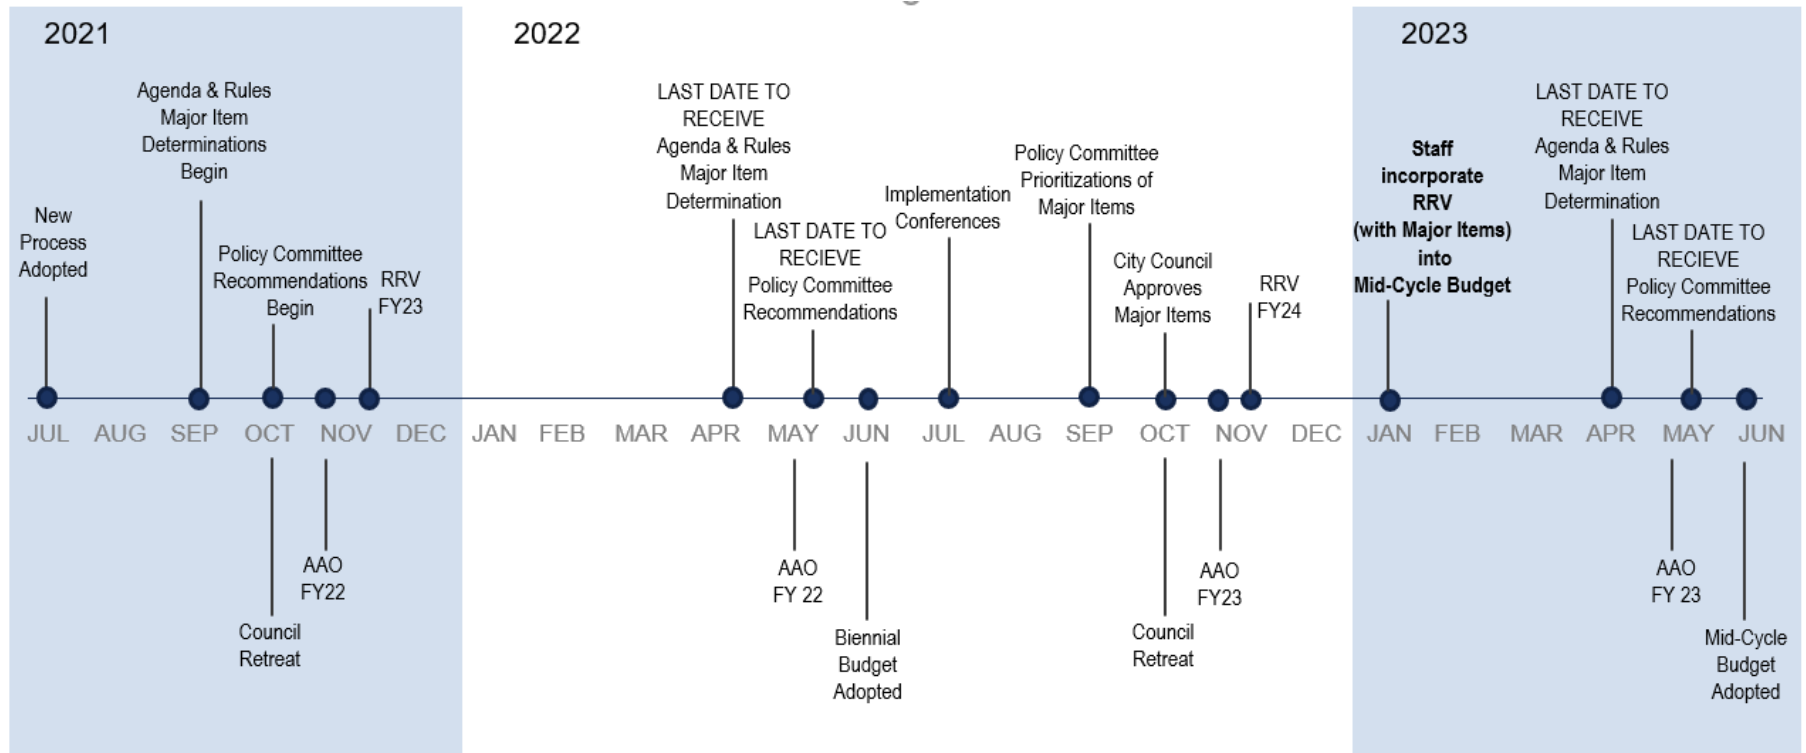 2021
2022
2023
New
Process
Adopted
Agenda & Rules
Major Item
Determinations
Begin
Policy Committee
Recommendations
Begin
RRV
FY23
LAST DATE TO
RECEIVE
Agenda & Rules
Major Item
Determination
LAST DATE TO
RECIEVE
Policy Committee
Recommendations
Implementation
Conferences
Policy Committee
Prioritizations of
Major Items
City Council
Approves
Major Items
RRV
FY24
Staff
incorporate
RRV
(with Major Items)
into
Mid-Cycle Budget
LAST DATE TO
RECEIVE
Agenda & Rules
Major Item
Determination
LAST DATE TO
RECIEVE
Policy Committee
Recommendations
JUL AUG SEP OCT NOV DEC JAN FEB MAR APR MAY JUN JUL AUG SEP OCT NOV DEC JAN FEB MAR APR MAY JUN
Council
Retreat
AAO
FY22
AAO
FY 22
Biennial
Budget
Adopted
Council
Retreat
AAO
FY23
AAO
FY 23
Mid-Cycle
Budget
Adopted